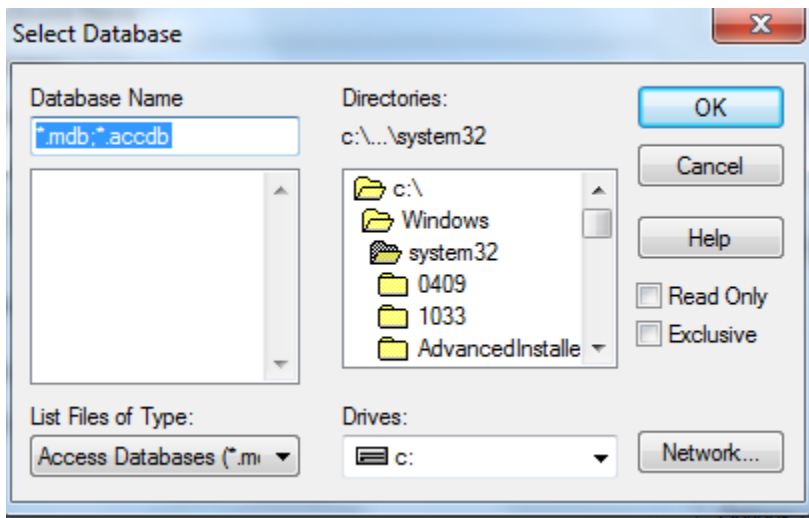 Select Database
Database Name
*.mdb;*.accdb
Directories:
c:\...\system32
c:\
Windows
system32
0409
1033
AdvancedInstalle
OK
Cancel
Help
Read Only
Exclusive
List Files of Type:
Access Databases (*.m
Drives:
c:
Network...